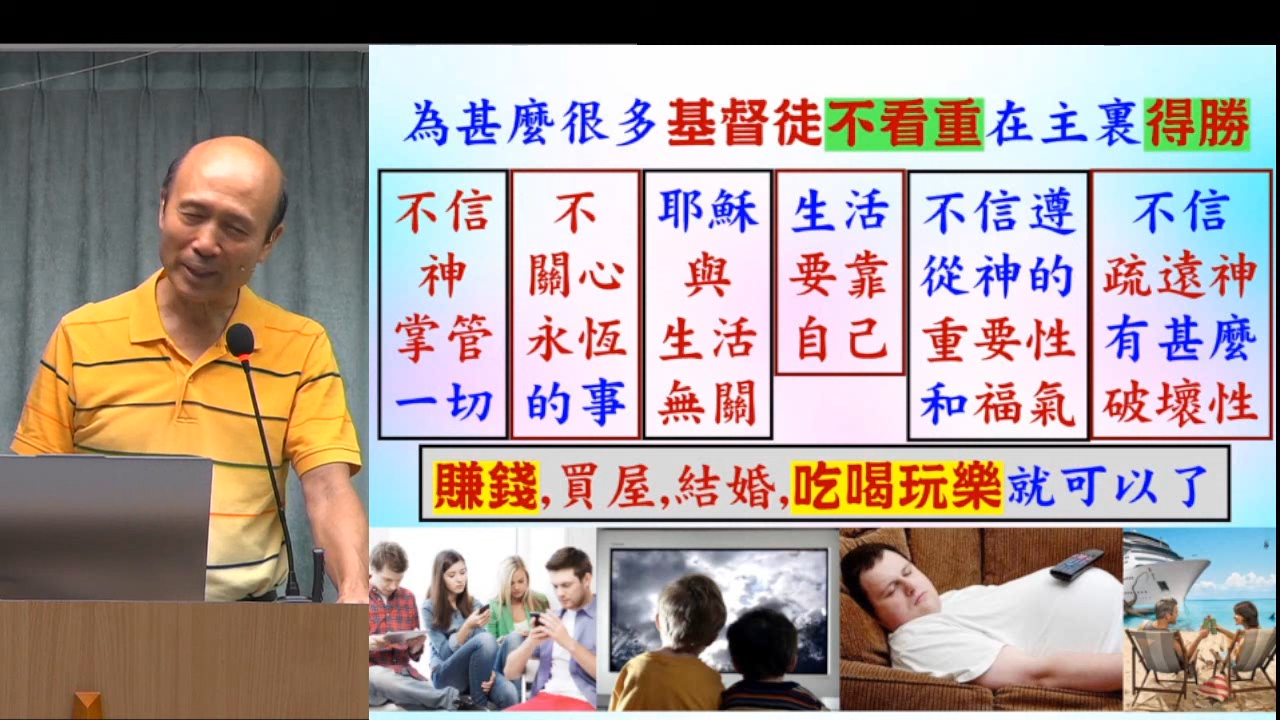 為甚麼很多基督徒不看重在主裏得勝
不信
神
掌管
一切
不
關心
永恆
的事
耶穌
與
生活
無關
生活
要靠
自己
不信遵
從神的
重要性
和福氣
不信
疏遠神
有甚麼
破壞性
賺錢,買屋,結婚,吃喝玩樂就可以了